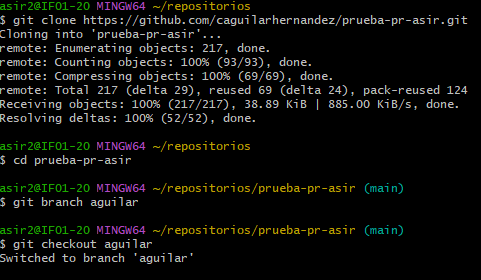 asir2@IF01-20 MINGW64 ~/repositorios
$ git clone https://github.com/caguilarhernandez/prueba-pr-asir.git
Cloning into 'prueba-pr-asir'...
remote: Enumerating objects: 217, done.
remote: Counting objects: 100% (93/93), done.
remote: Compressing objects: 100% (69/69), done.
remote: Total 217 (delta 29), reused 69 (delta 24), pack-reused 124
Receiving objects: 100% (217/217), 38.89 KiB | 885.00 KiB/s, done.
Resolving deltas: 100% (52/52), done.
asir2@IF01-20 MINGW64 ~/repositorios
$ cd prueba-pr-asir
asir2@IF01-20 MINGW64 ~/repositorios/prueba-pr-asir (main)
$ git branch aguilar
asir2@IF01-20 MINGW64 ~/repositorios/prueba-pr-asir (main)
$ git checkout aguilar
Switched to branch 'aguilar'